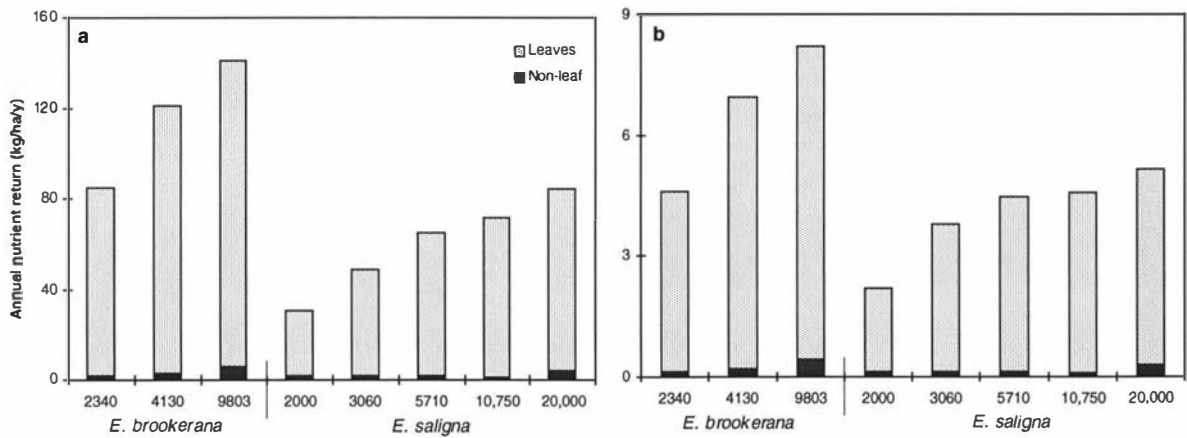 160
120
80
40
0
Annual nutrient return (kg/ha/y)
a
Leaves
Non-leaf
2340 4130 9803 2000 3060 5710 10,750 20,000
E. brookerana E. saligna
9
6
3
0
b
2340 4130 9803 2000 3060 5710 10,750 20,000
E. brookerana E. saligna